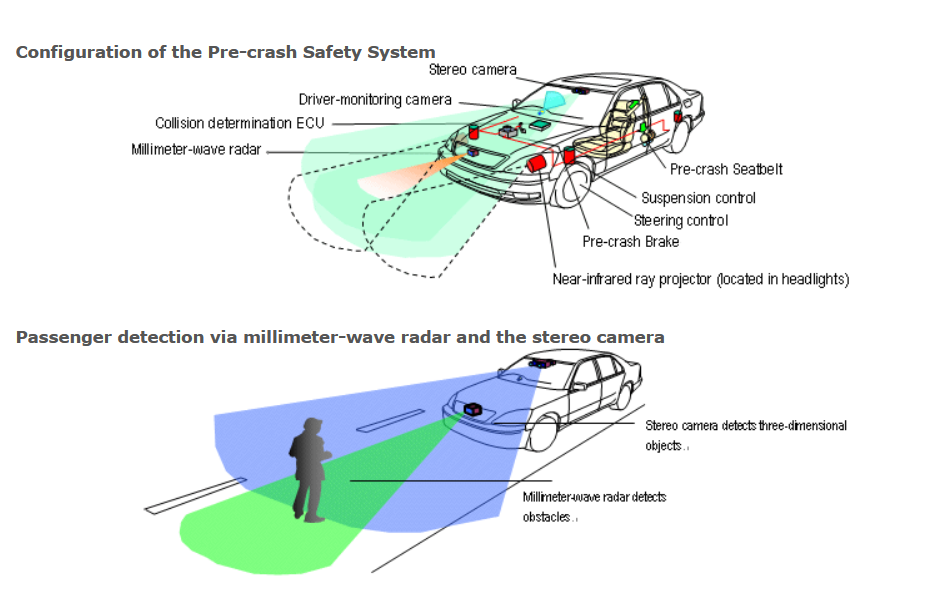 Configuration of the Pre-crash Safety System
Stereo camera
Driver-monitoring camera
Collision determination ECU
Millimeter-wave radar
Pre-crash Seatbelt
Suspension control
Steering control
Pre-crash Brake
Near-infrared ray projector (located in headlights)
Passenger detection via millimeter-wave radar and the stereo camera
Stereo camera detects three-dimensional
objects..
Millimeter-wave radar detects
obstacles..